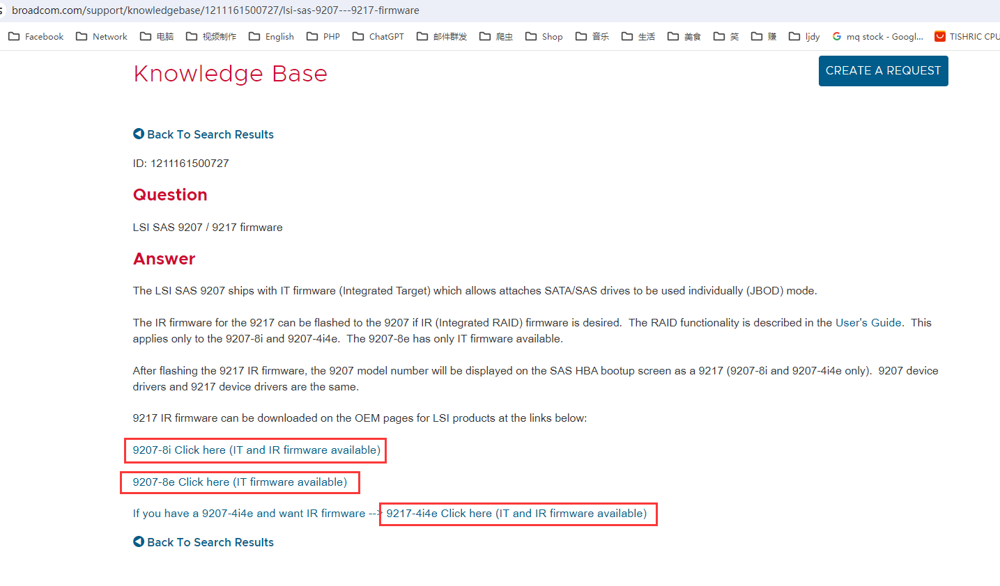 broadcom.com/support/knowledgebase/1211161500727/lsi-sas-9207---9217-firmware
Facebook Network 电脑 视频制作 English PHP ChatGPT 邮件群发 爬虫 Shop 音乐 生活 美食 笑 赚 ljdy mq stock - Googl... TISHRIC CPU
Knowledge Base
CREATE A REQUEST
Back To Search Results
ID: 1211161500727
Question
LSI SAS 9207 / 9217 firmware
Answer
The LSI SAS 9207 ships with IT firmware (Integrated Target) which allows attaches SATA/SAS drives to be used individually (JBOD) mode.
The IR firmware for the 9217 can be flashed to the 9207 if IR (Integrated RAID) firmware is desired. The RAID functionality is described in the User's Guide. This
applies only to the 9207-8i and 9207-4i4e. The 9207-8e has only IT firmware available.
After flashing the 9217 IR firmware, the 9207 model number will be displayed on the SAS HBA bootup screen as a 9217 (9207-8i and 9207-4i4e only). 9207 device
drivers and 9217 device drivers are the same.
9217 IR firmware can be downloaded on the OEM pages for LSI products at the links below:
9207-8i Click here (IT and IR firmware available)
9207-8e Click here (IT firmware available)
If you have a 9207-4i4e and want IR firmware --> 9217-4i4e Click here (IT and IR firmware available)
Back To Search Results